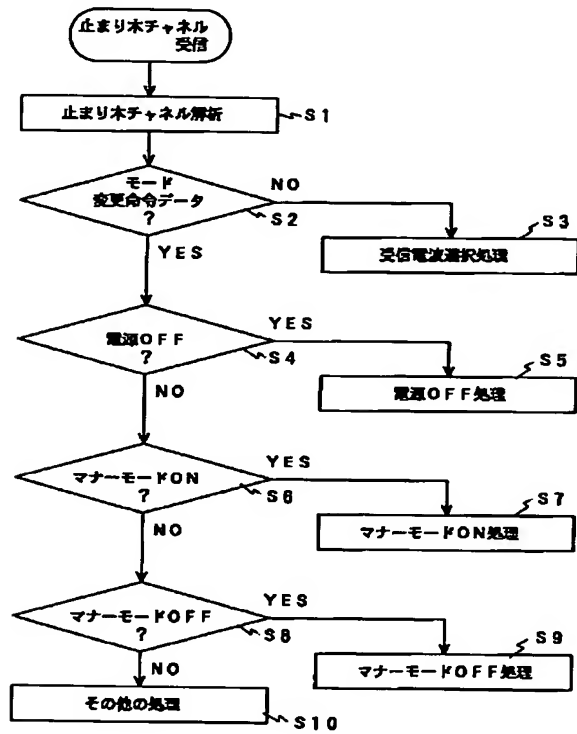 止まり木チャネル
受信
止まり木チャネル解析
S1
モード
変更命令データ
?
NO
S2
S3
YES
受信電波選択処理
電源OFF
?
YES
S4
S5
NO
電源OFF処理
マナーモードON
?
YES
S6
S7
NO
マナーモードON処理
マナーモードOFF
?
YES
S8
S9
NO
マナーモードOFF処理
その他の処理
S10